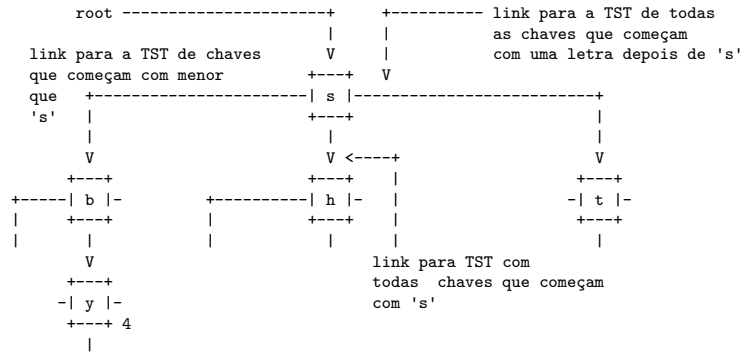 root ---------------------+     +---------- link para a TST de todas
                                |     |           as chaves que começam
 link para a TST de chaves      V     |           com uma letra depois de 's'
 que começam com menor        +---+   V
 que   +----------------------| s |-------------------------+
 's'   |                      +---+                         |
       |                        |                           |
       V                        V <----+                    V
     +---+                    +---+    |                  +---+
+-----| b |-        +----------| h |-   |                 -| t |-
|     +---+         |          +---+    |                  +---+
|       |           |            |      |                    |
        V                            link para TST com
      +---+                          todas  chaves que começam
     -| y |-                         com 's'
      +---+ 4
        |